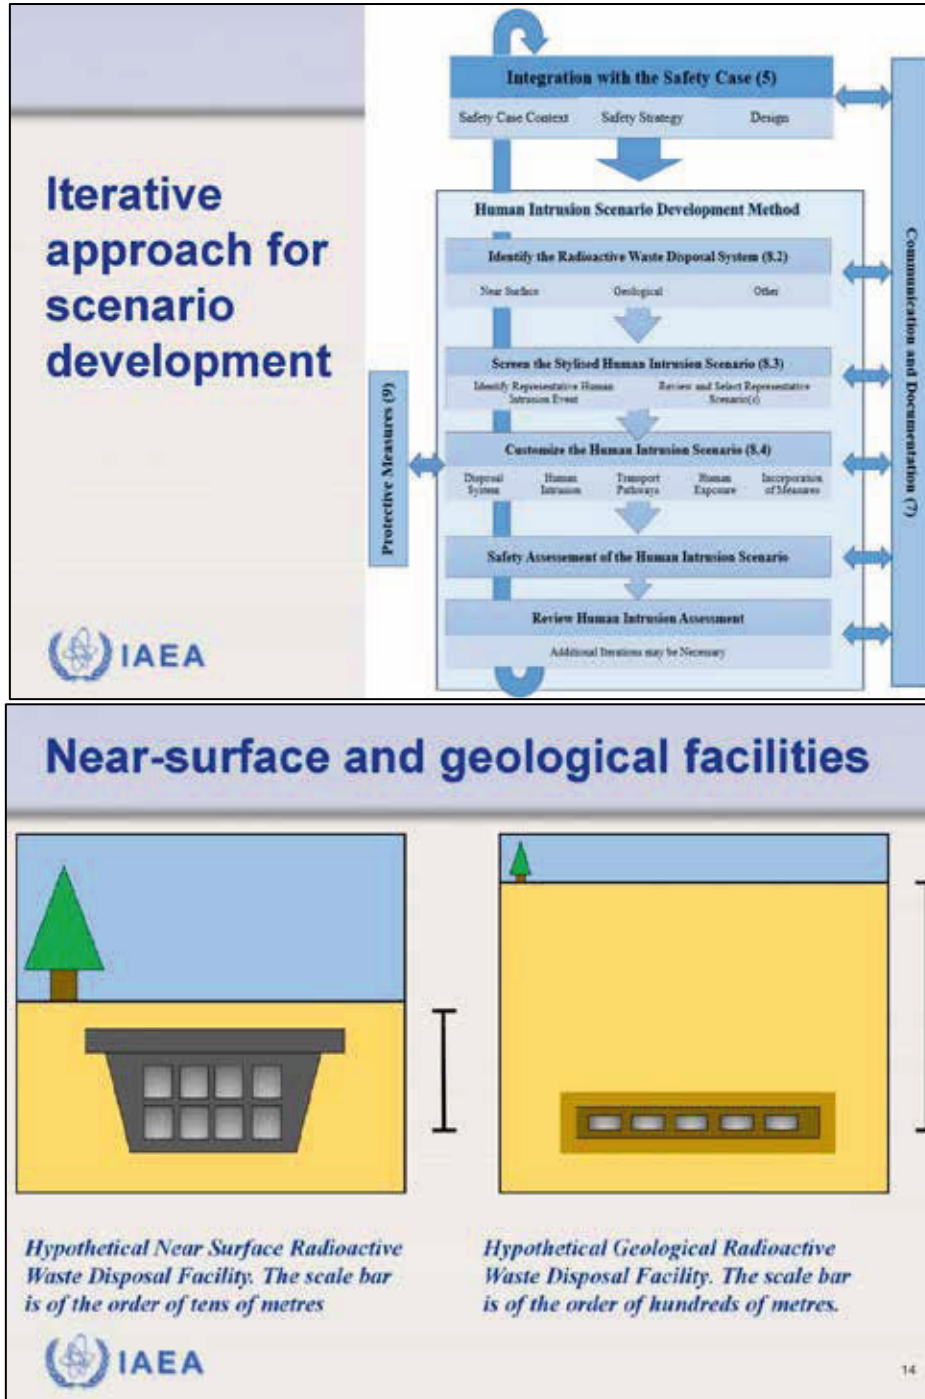 Iterative
approach for
scenario
development
Integration with the Safety Case (5)
Safety Case Context Safety Strategy Design
Human Intrusion Scenario Development Method
Identify the Radioactive Waste Disposal System (8.2)
Near Surface Geological Other
Screen the Stylised Human Intrusion Scenario (8.3)
Identify Representative Human
Intrusion Event
Review and Select Representative
Scenario(s)
Customize the Human Intrusion Scenario (8.4)
Disposal
System
Human
Intrusion
Transport
Pathways
Human
Exposure
Incorporation
of Measures
Safety Assessement of the Human Intrusion Scenario
Review Human Intrusion Assessment
Additional Iterations may be Necessary
Protective Measures (9)
Communication and Documentation (7)
IAEA
Near-surface and geological facilities
Hypothetical Near Surface Radioactive
Waste Disposal Facility. The scale bar
is of the order of tens of metres
Hypothetical Geological Radioactive
Waste Disposal Facility. The scale bar
is of the order of hundreds of metres.
IAEA
14